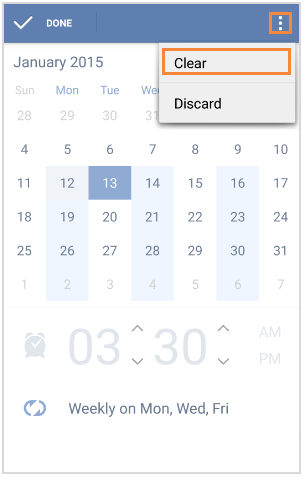 DONE
Clear
Discard
January 2015
Sun Mon Tue Wed
28 29 30 31
4 5 6 7 8 9 10
11 12 13 14 15 16 17
18 19 20 21 22 23 24
25 26 27 28 29 30 31
1 2 3 4 5 6 7
03 30 AM
PM
Weekly on Mon, Wed, Fri